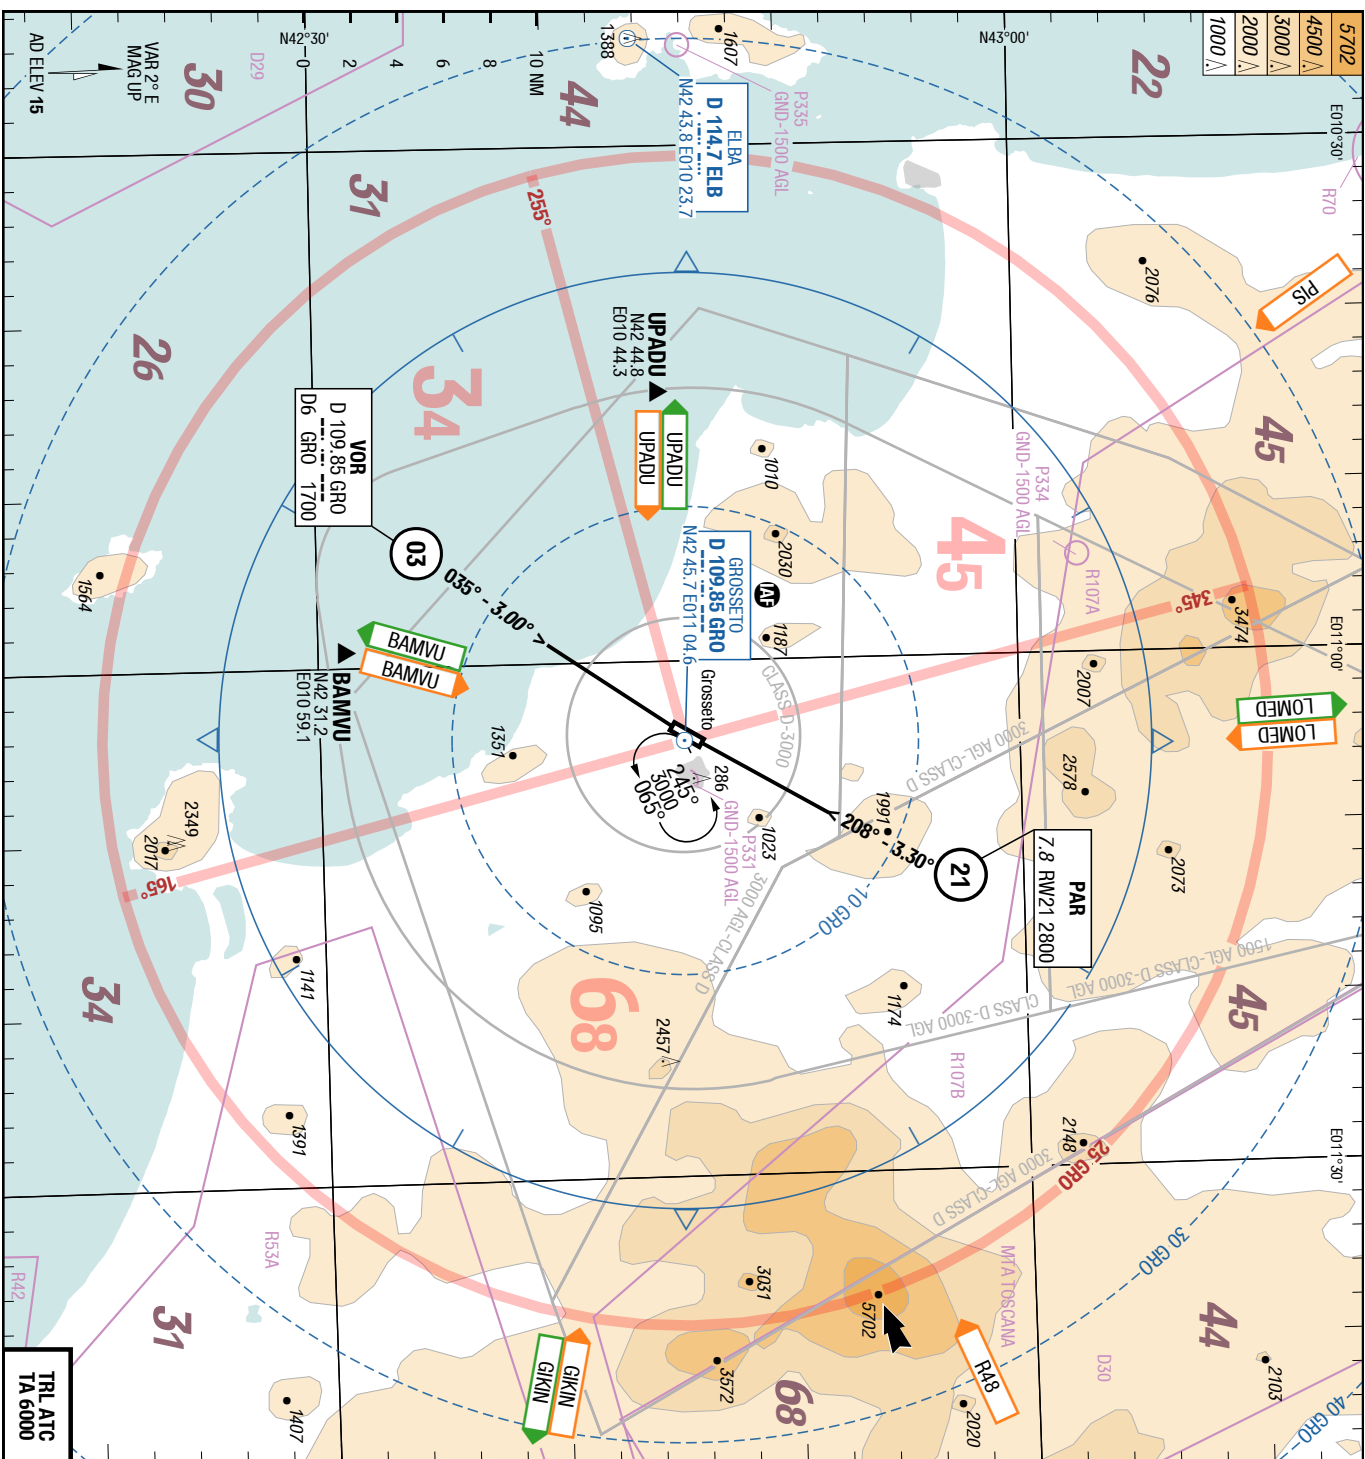 5702
4500
3000
2000
1000
22
E010°30'
R70
N43°00'
1607
P335
GND-1500 AGL
ELBA
D 114.7 ELB
N42 43.8 E010 23.7
1388
44
10 NM
8
6
4
2
0
N42°30'
D29
30
VAR 2° E
MAG UP
AD ELEV 15
31
26
255°
34
PIS
2076
45
P334
GND-1500 AGL
R107A
45
1010
2030
UPADU
N42 44.8
E010 44.3
UPADU
UPADU
GROSSETO
D 109.85 GRO
N42 45.7 E011 04.6
IAF
1187
VOR
D 109.85 GRO
D6 GRO 1700
03
035° - 3.00°
1564
BAMVU
BAMVU
BAMVU
N42 31.2
E010 59.1
345°
3474
E011°00'
LOMED
LOMED
2007
2578
2073
3000 AGL-CLASS D
CLASS D-3000
Grosseto
286
245°
3000
065°
P331
GND-1500 AGL
1023
1351
1991
208° - 3.30°
21
PAR
7.8 RW21 2800
10 GRO
3000 AGL-CLASS D
1095
2349
2017
165°
1141
34
68
2457
1174
CLASS D-3000 AGL
1500 AGL-CLASS D-3000 AGL
45
R107B
2148
25 GRO
3000 AGL-CLASS D
E011°30'
30 GRO
1391
R53A
R42
31
3031
5702
MTA TOSCANA
R48
D30
44
2103
40 GRO
2020
68
3572
GIKIN
GIKIN
1407
TRL ATC
TA 6000